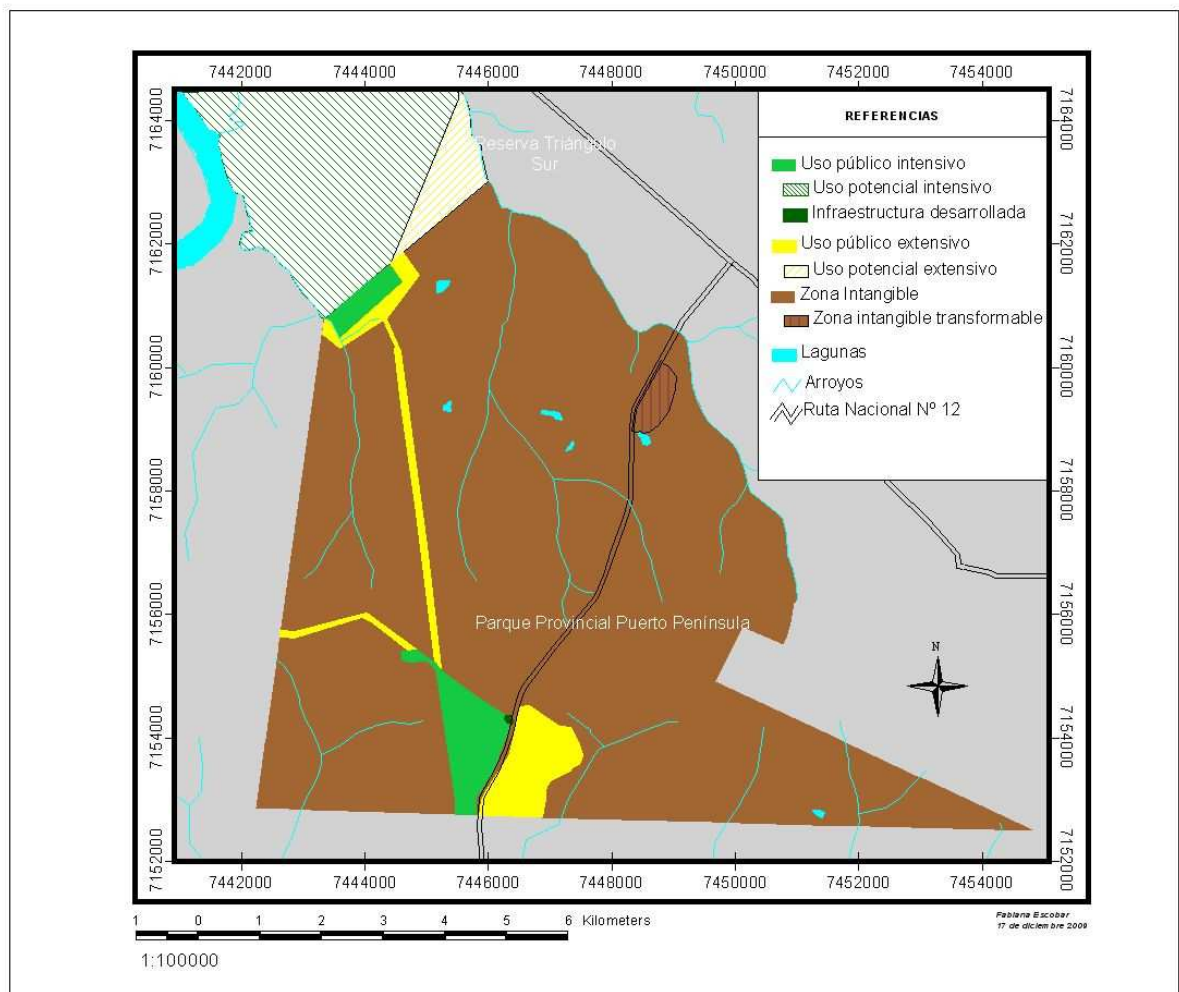 7442000 7444000 7446000 7448000 7450000 7452000 7454000
7164000 7164000
7162000 7162000
7160000 7160000
7158000 7158000
7156000 7156000
7154000 7154000
7152000 7152000
Reserva Triángulo
Sur
REFERENCIAS
Uso público intensivo
Uso potencial intensivo
Infraestructura desarrollada
Uso público extensivo
Uso potencial extensivo
Zona Intangible
Zona intangible transformable
Lagunas
Arroyos
Ruta Nacional Nº 12
Parque Provincial Puerto Península
N
7442000 7444000 7446000 7448000 7450000 7452000 7454000
1 0 1 2 3 4 5 6 Kilometers
1:100000
Fabiana Escobar
17 de diciembre 2009